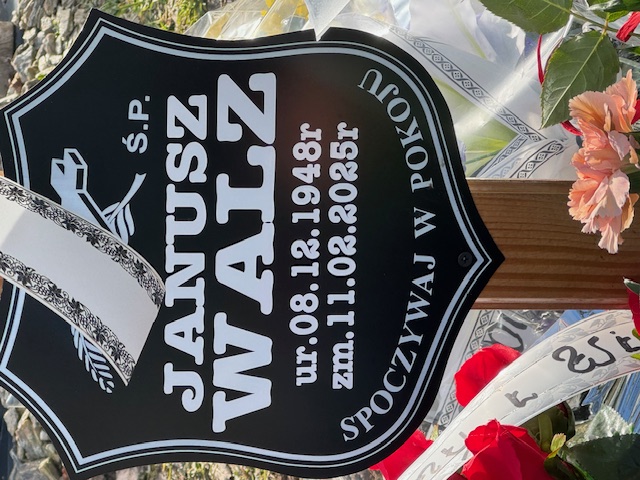 Ś.P.
JANUSZ
WALZ
ur.08.12.1948r
zm.11.02.2025r
SPOCZYWAJ W POKOJU